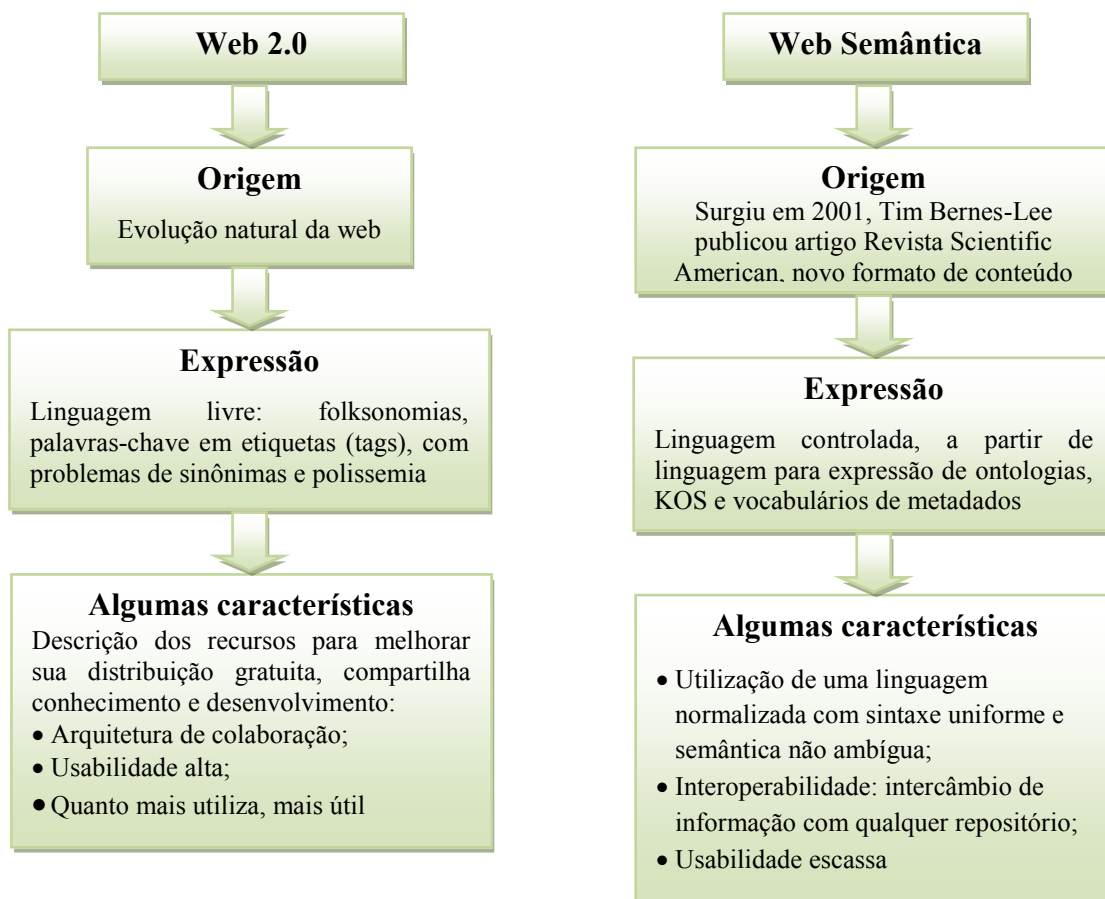 Web 2.0
Origem
Evolução natural da web
Expressão
Linguagem livre: folksonomias,
palavras-chave em etiquetas (tags), com
problemas de sinônimas e polissemia
Algumas características
Descrição dos recursos para melhorar
sua distribuição gratuita, compartilha
conhecimento e desenvolvimento:
• Arquitetura de colaboração;
• Usabilidade alta;
• Quanto mais utiliza, mais útil
Web Semântica
Origem
Surgiu em 2001, Tim Bernes-Lee
publicou artigo Revista Scientific
American, novo formato de conteúdo
Expressão
Linguagem controlada, a partir de
linguagem para expressão de ontologias,
KOS e vocabulários de metadados
Algumas características
• Utilização de uma linguagem
normalizada com sintaxe uniforme e
semântica não ambígua;
• Interoperabilidade: intercâmbio de
informação com qualquer repositório;
• Usabilidade escassa